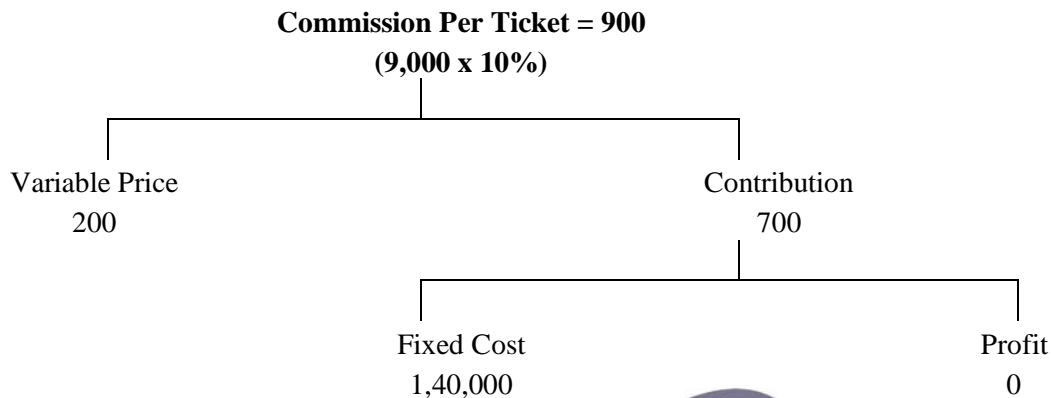 Commission Per Ticket = 900
(9,000 x 10%)
Variable Price
200
Contribution
700
Fixed Cost
1,40,000
Profit
0